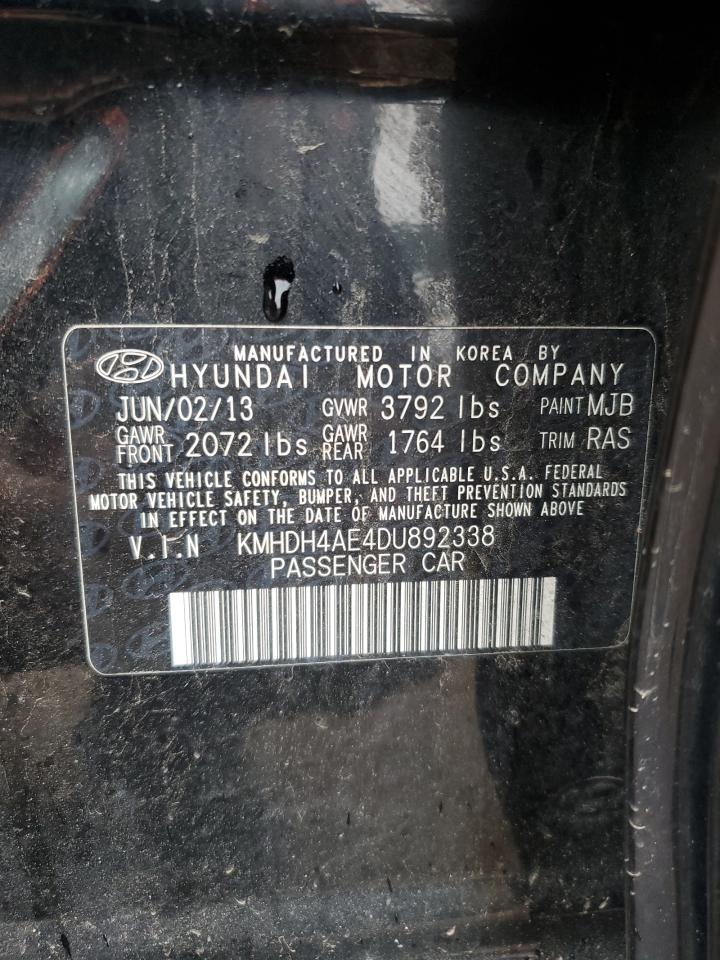 MANUFACTURED IN KOREA BY
HYUNDAI MOTOR COMPANY
JUN/02/13 GVWR 3792 lbs PAINT MJB
GAWR FRONT 2072 lbs GAWR REAR 1764 lbs TRIM RAS
THIS VEHICLE CONFORMS TO ALL APPLICABLE U.S.A. FEDERAL
MOTOR VEHICLE SAFETY, BUMPER, AND THEFT PREVENTION STANDARDS
IN EFFECT ON THE DATE OF MANUFACTURE SHOWN ABOVE
V.I.N KMHDH4AE4DU892338
PASSENGER CAR